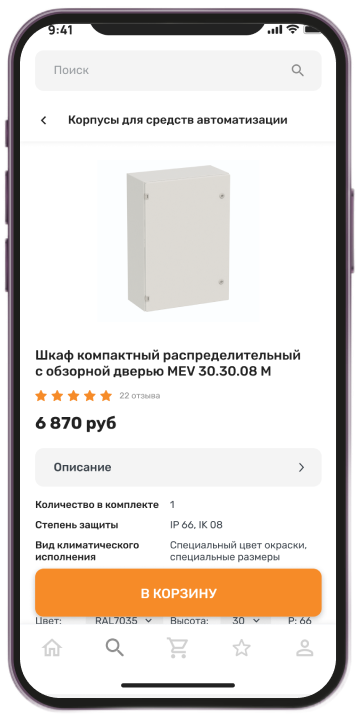 9:41
Поиск
Корпусы для средств автоматизации
Шкаф компактный распределительный
с обзорной дверью MEV 30.30.08 М
22 отзыва
6 870 руб
Описание
Количество в комплекте 1
Степень защиты IP 66, IK 08
Вид климатического исполнения Специальный цвет окраски, специальные размеры
В КОРЗИНУ
Цвет: RAL7035 Высота: 30 Р: 66